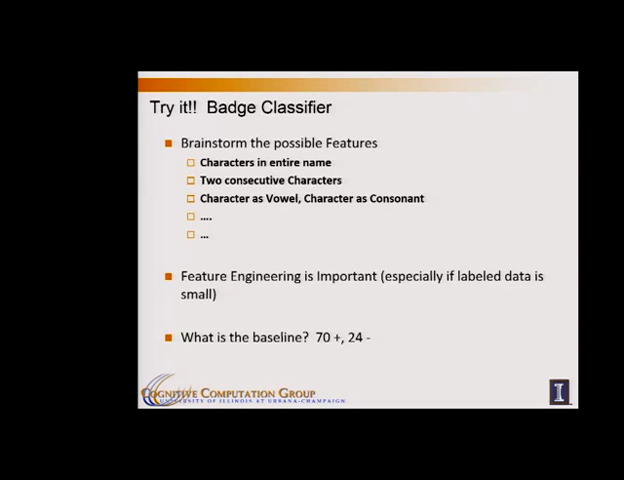 Try it!! Badge Classifier
Brainstorm the possible Features
Characters in entire name
Two consecutive Characters
Character as Vowel, Character as Consonant
....
...
Feature Engineering is Important (especially if labeled data is
small)
What is the baseline? 70 +, 24 -
COGNITIVE COMPUTATION GROUP
UNIVERSITY OF ILLINOIS AT URBANA-CHAMPAIGN
I